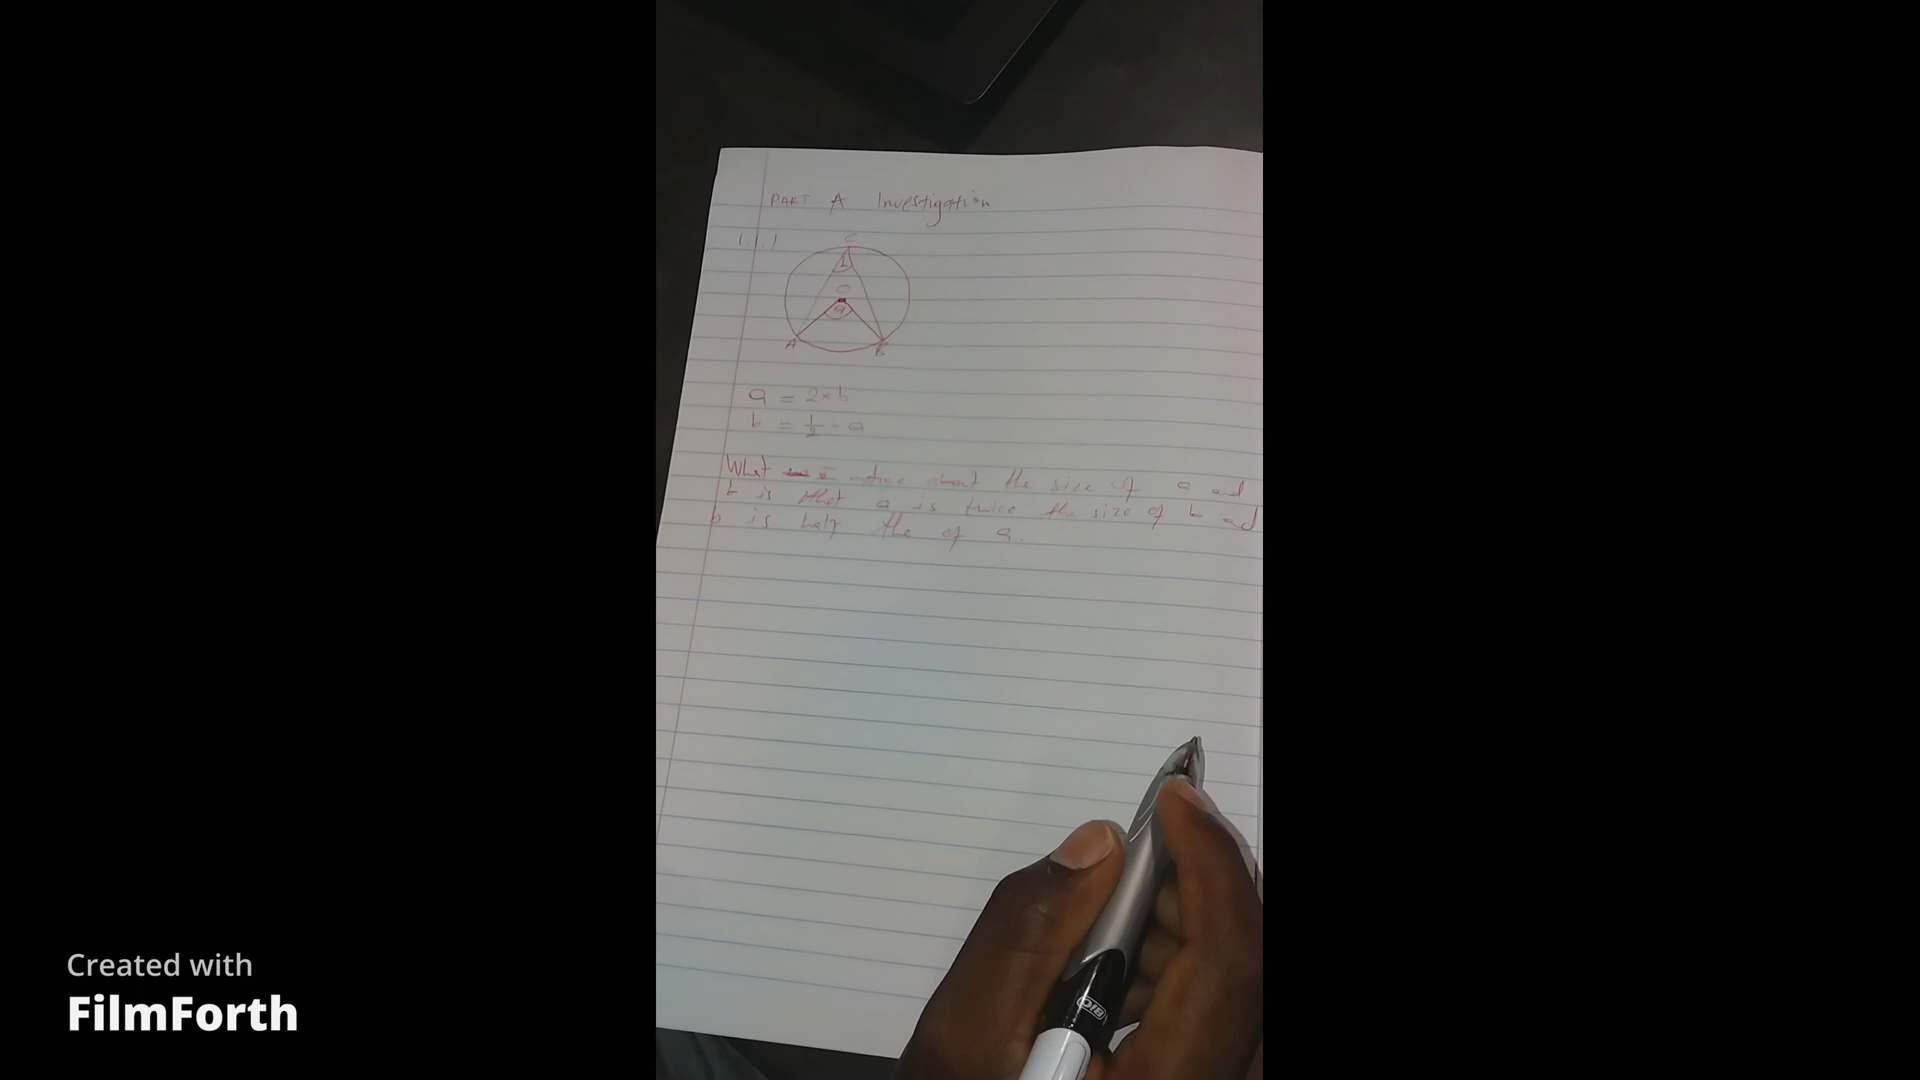 PART A Investigation
1.1.1
C
b
O
a
A
B
a = 2 × b
b = 1/2 - a
What I notice about the size of a and
b is that a is twice the size of b ad
b is half the of a.
BIC
Created with
FilmForth